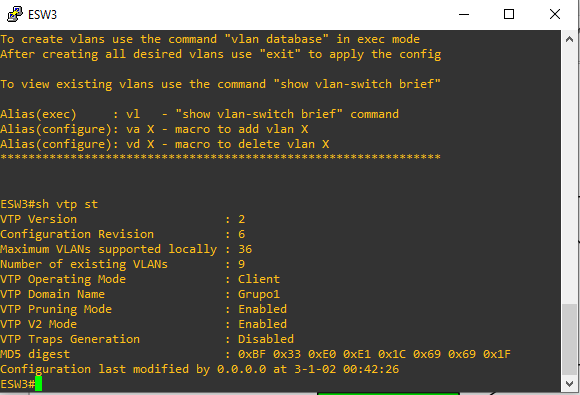 ESW3
To create vlans use the command "vlan database" in exec mode
After creating all desired vlans use "exit" to apply the config
To view existing vlans use the command "show vlan-switch brief"
Alias(exec)     : vl   - "show vlan-switch brief" command
Alias(configure): va X - macro to add vlan X
Alias(configure): vd X - macro to delete vlan X
***********************************************************
ESW3#sh vtp st
VTP Version                     : 2
Configuration Revision          : 6
Maximum VLANs supported locally : 36
Number of existing VLANs        : 9
VTP Operating Mode              : Client
VTP Domain Name                 : Grupo1
VTP Pruning Mode                : Enabled
VTP V2 Mode                     : Enabled
VTP Traps Generation            : Disabled
MD5 digest                      : 0xBF 0x33 0xE0 0xE1 0x1C 0x69 0x69 0x1F
Configuration last modified by 0.0.0.0 at 3-1-02 00:42:26
ESW3#